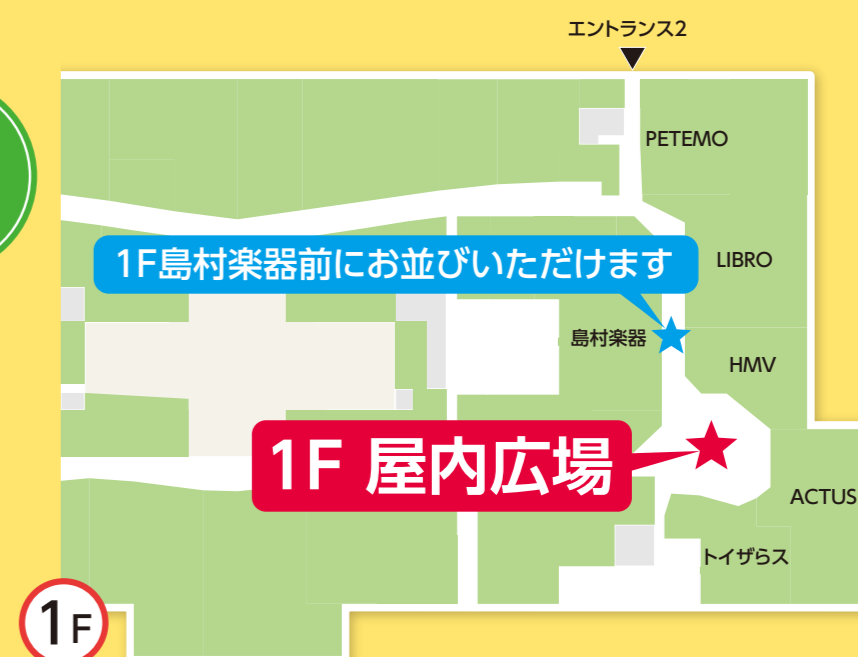 エントランス2
PETEMO
1F島村楽器前にお並びいただけます
LIBRO
島村楽器
HMV
1F 屋内広場
ACTUS
トイザらス
1F